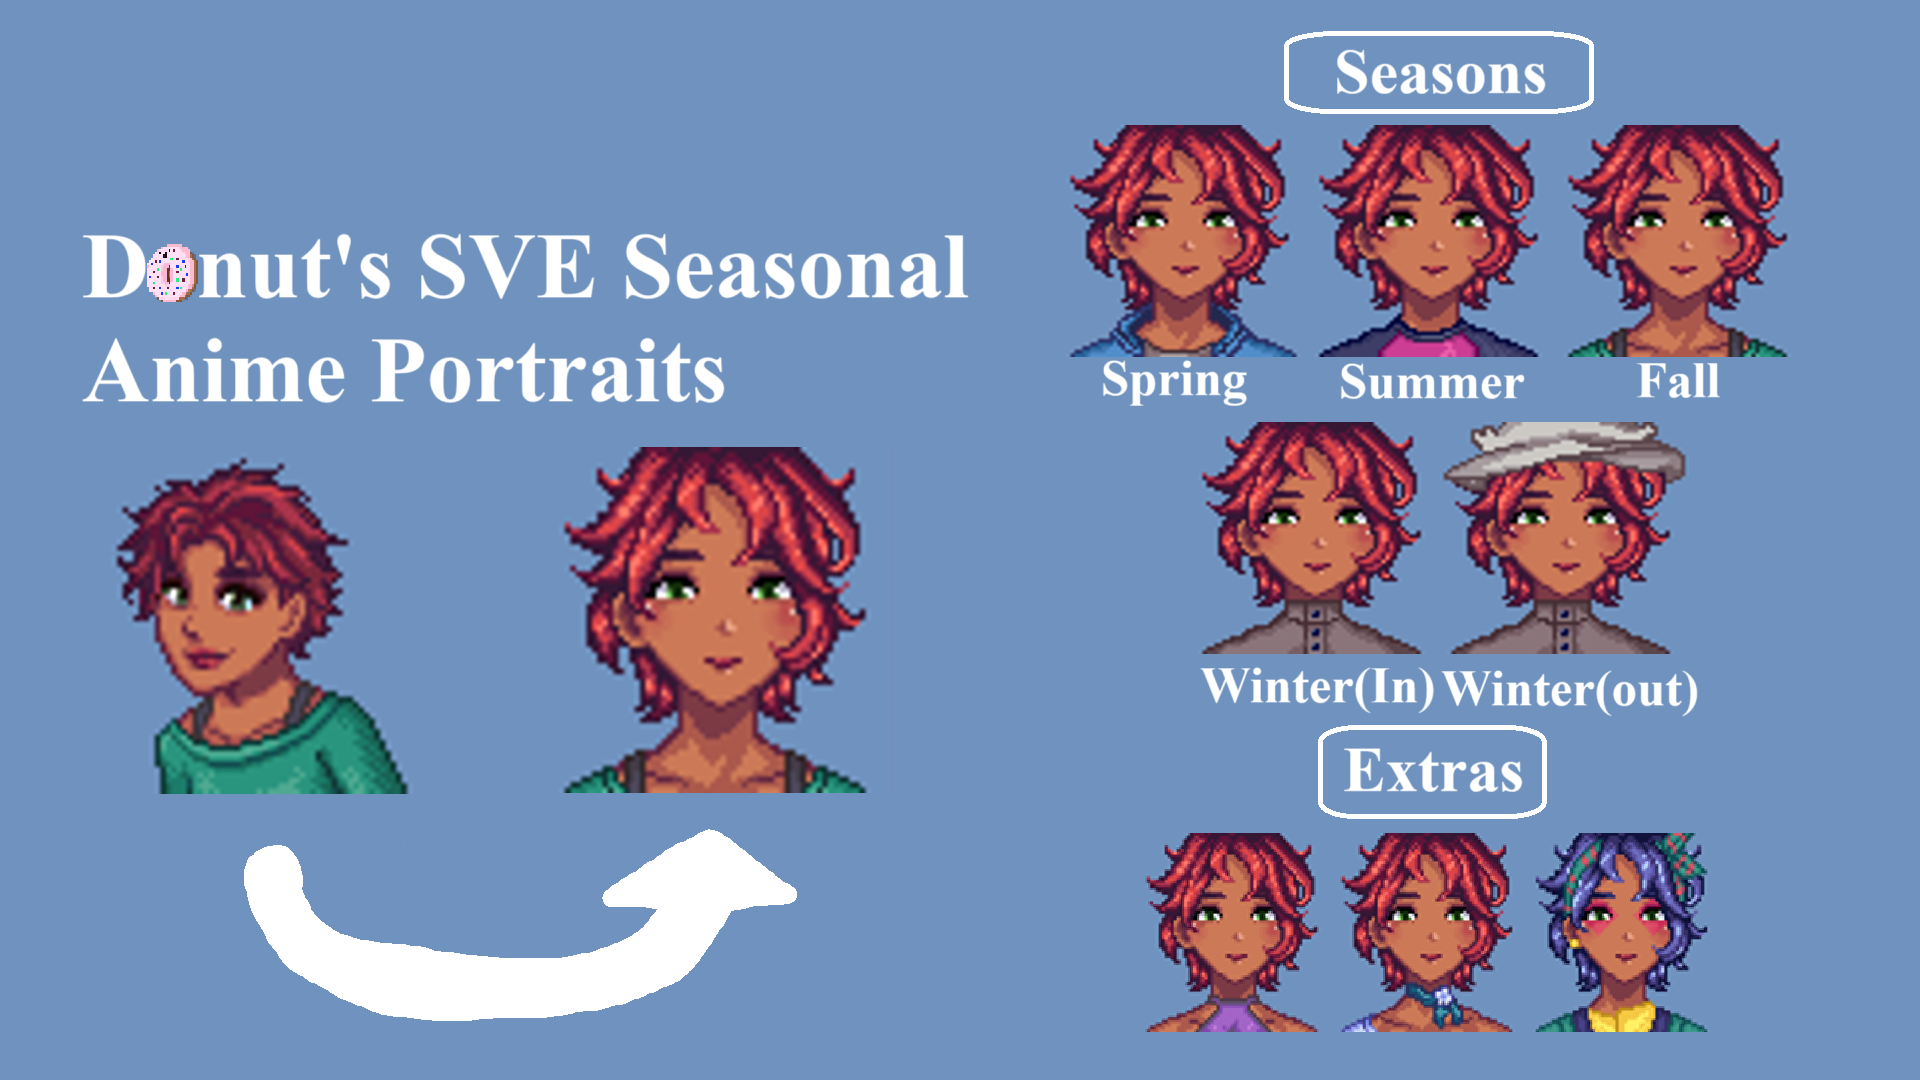 Donut's SVE Seasonal
Anime Portraits
Seasons
Spring
Summer
Fall
Winter(In)
Winter(out)
Extras